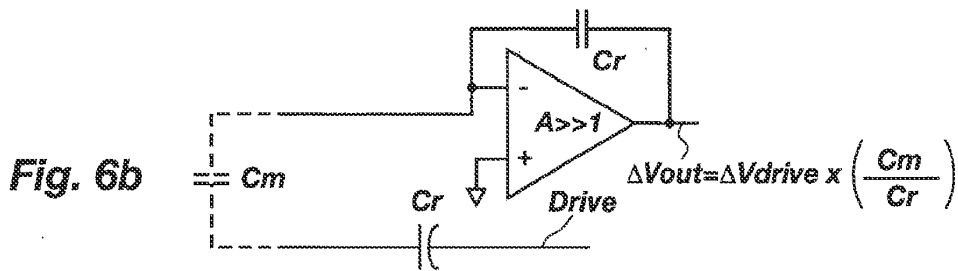 Cr
-
A>>1
+
Fig. 6b
Cm
ΔVout=ΔVdrive x (Cm/Cr)
Cr
Drive